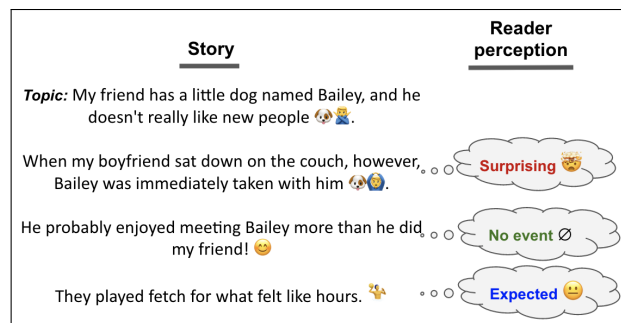 Story
Reader
perception
Topic: My friend has a little dog named Bailey, and he
doesn't really like new people 🐶🙅‍♂️.
When my boyfriend sat down on the couch, however,
Bailey was immediately taken with him 🐶🙆‍♂️.
Surprising 🤯
He probably enjoyed meeting Bailey more than he did
my friend! 😊
No event ∅
They played fetch for what felt like hours.
Expected 😐